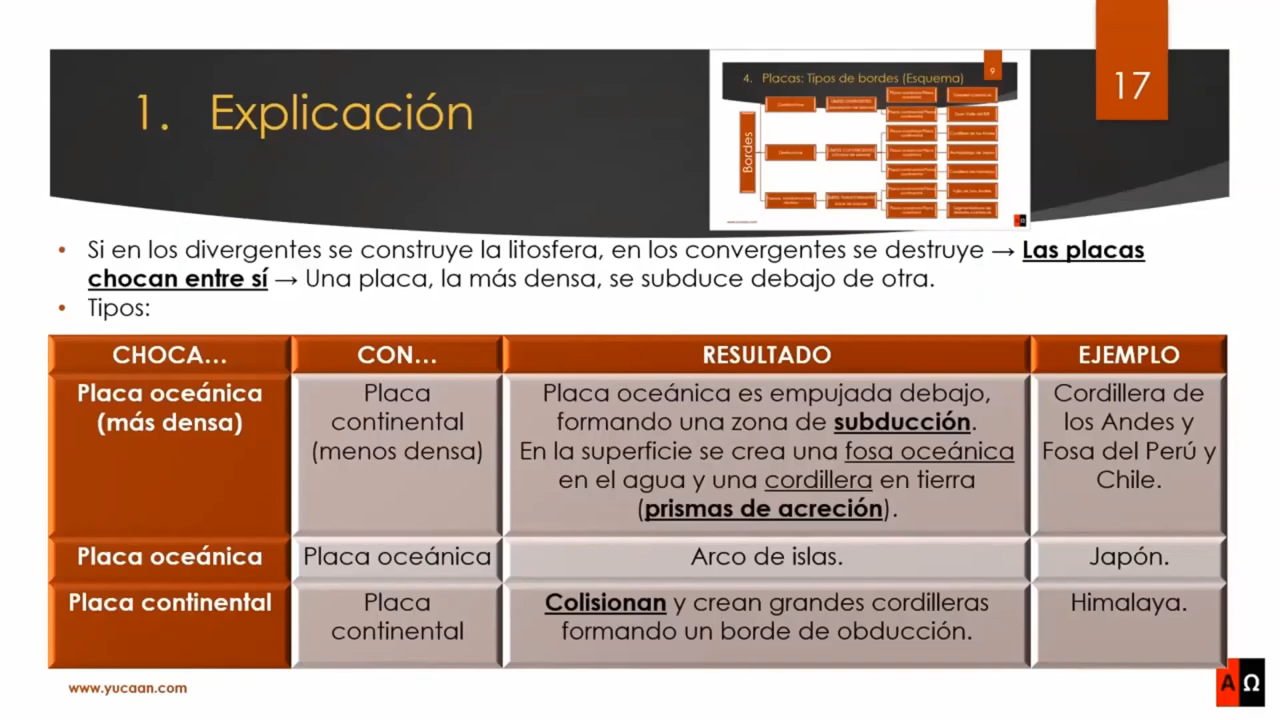 1. Explicación
9
4. Placas: Tipos de bordes (Esquema)
Bordes
17
• Si en los divergentes se construye la litosfera, en los convergentes se destruye → Las placas
chocan entre sí → Una placa, la más densa, se subduce debajo de otra.
• Tipos:
CHOCA... CON... RESULTADO EJEMPLO
Placa oceánica
(más densa)
Placa
continental
(menos densa)
Placa oceánica es empujada debajo,
formando una zona de subducción.
En la superficie se crea una fosa oceánica
en el agua y una cordillera en tierra
(prismas de acreción).
Cordillera de
los Andes y
Fosa del Perú y
Chile.
Placa oceánica Placa oceánica Arco de islas. Japón.
Placa continental
Placa
continental
Colisionan y crean grandes cordilleras
formando un borde de obducción.
Himalaya.
www.yucaan.com
ΑΩ